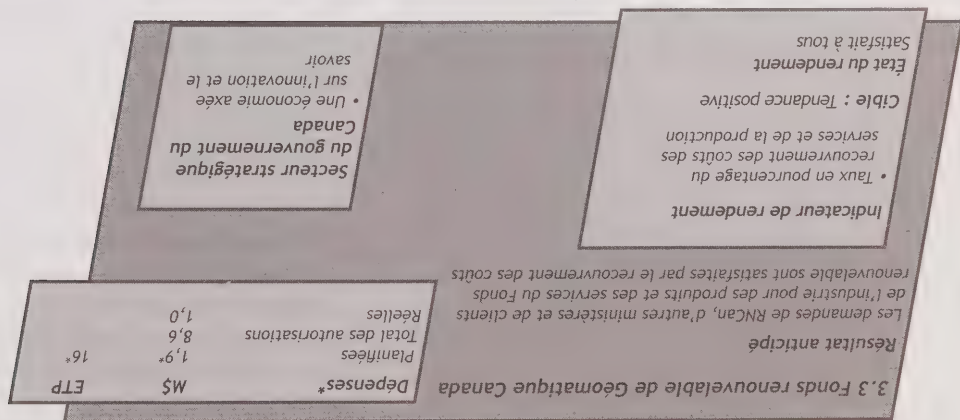 3.3 Fonds renouvelable de Géomatique Canada
Résultat anticipé
Les demandes de RNCan, d'autres ministères et de clients
de l'industrie pour des produits et des services du Fonds
renouvelable sont satisfaites par le recouvrement des coûts
Dépenses* M$ ETP
Planifiées 1,9* 16*
Total des autorisations 8,6
Réelles 1,0
Indicateur de rendement
• Taux en pourcentage du
recouvrement des coûts des
services et de la production
Cible : Tendance positive
État du rendement
Satisfait à tous
Secteur stratégique
du gouvernement du
Canada
• Une économie axée
sur l'innovation et le
savoir